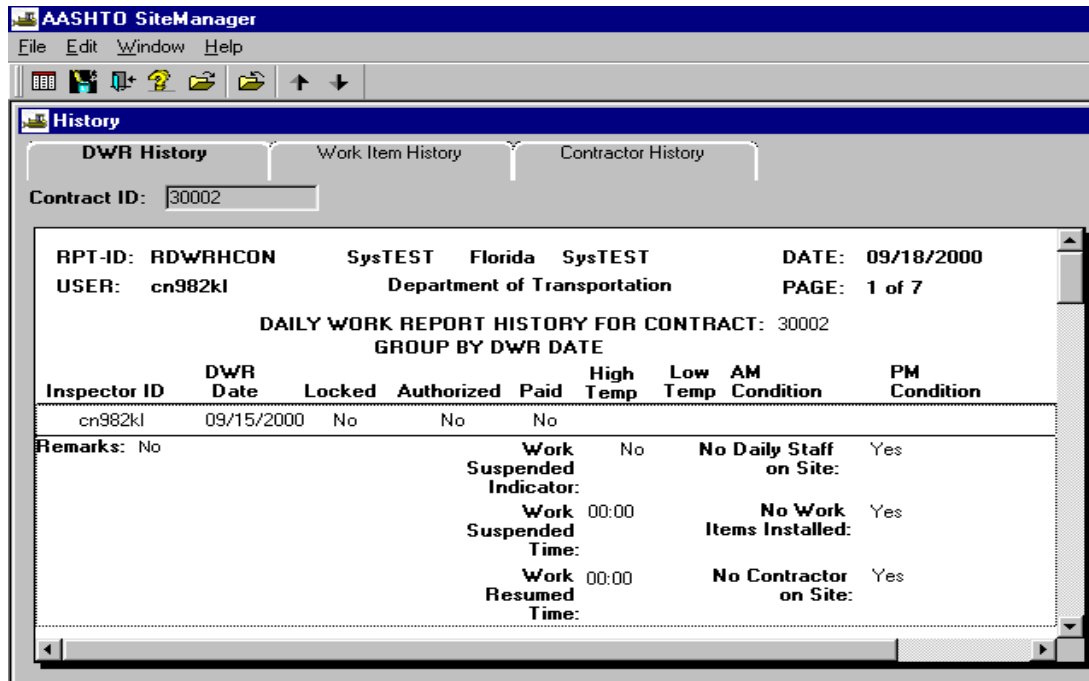 AASHTO SiteManager
File Edit Window Help
History
DWR History Work Item History Contractor History
Contract ID: 30002
RPT-ID: RDWRHCON SysTEST Florida SysTEST DATE: 09/18/2000
USER: cn982kl Department of Transportation PAGE: 1 of 7
DAILY WORK REPORT HISTORY FOR CONTRACT: 30002
GROUP BY DWR DATE
DWR High Low AM PM
Inspector ID Date Locked Authorized Paid Temp Temp Condition Condition
cn982kl 09/15/2000 No No No
Remarks: No Work No No Daily Staff Yes
Suspended on Site:
Indicator:
Work 00:00 No Work Yes
Suspended Items Installed:
Time:
Work 00:00 No Contractor Yes
Resumed on Site:
Time: